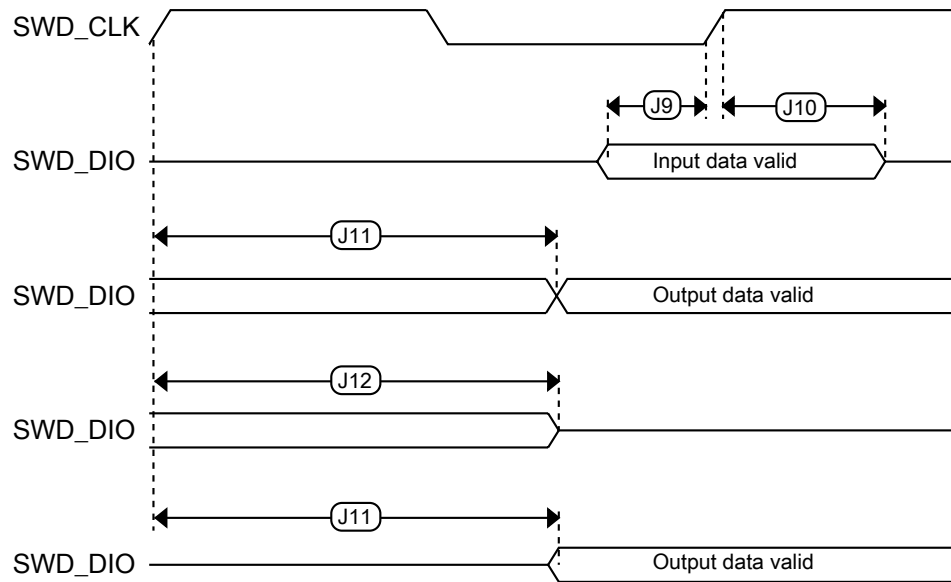 SWD_CLK
J9
J10
SWD_DIO
Input data valid
J11
SWD_DIO
Output data valid
J12
SWD_DIO
J11
SWD_DIO
Output data valid